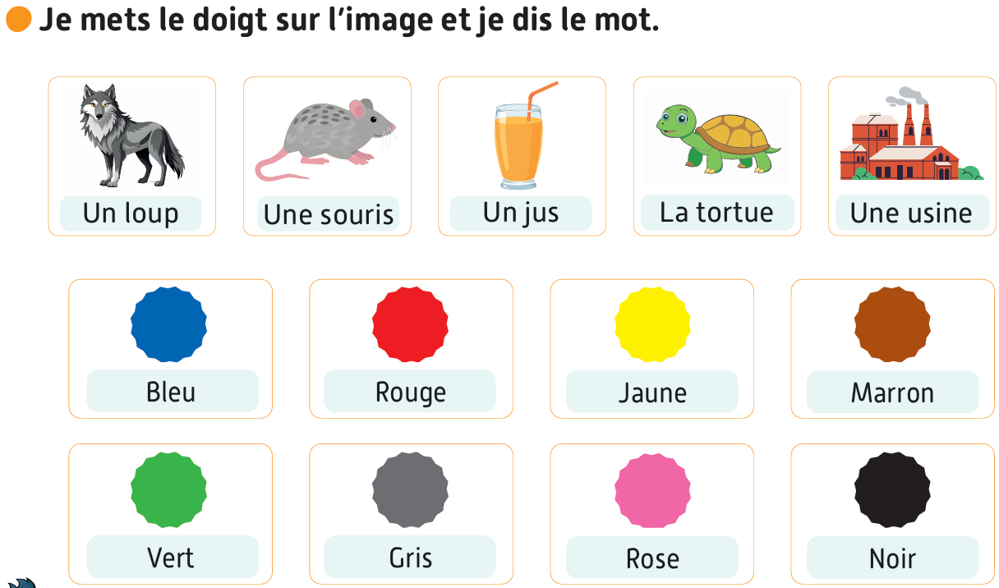 Je mets le doigt sur l'image et je dis le mot.
Un loup
Une souris
Un jus
La tortue
Une usine
Bleu
Rouge
Jaune
Marron
Vert
Gris
Rose
Noir